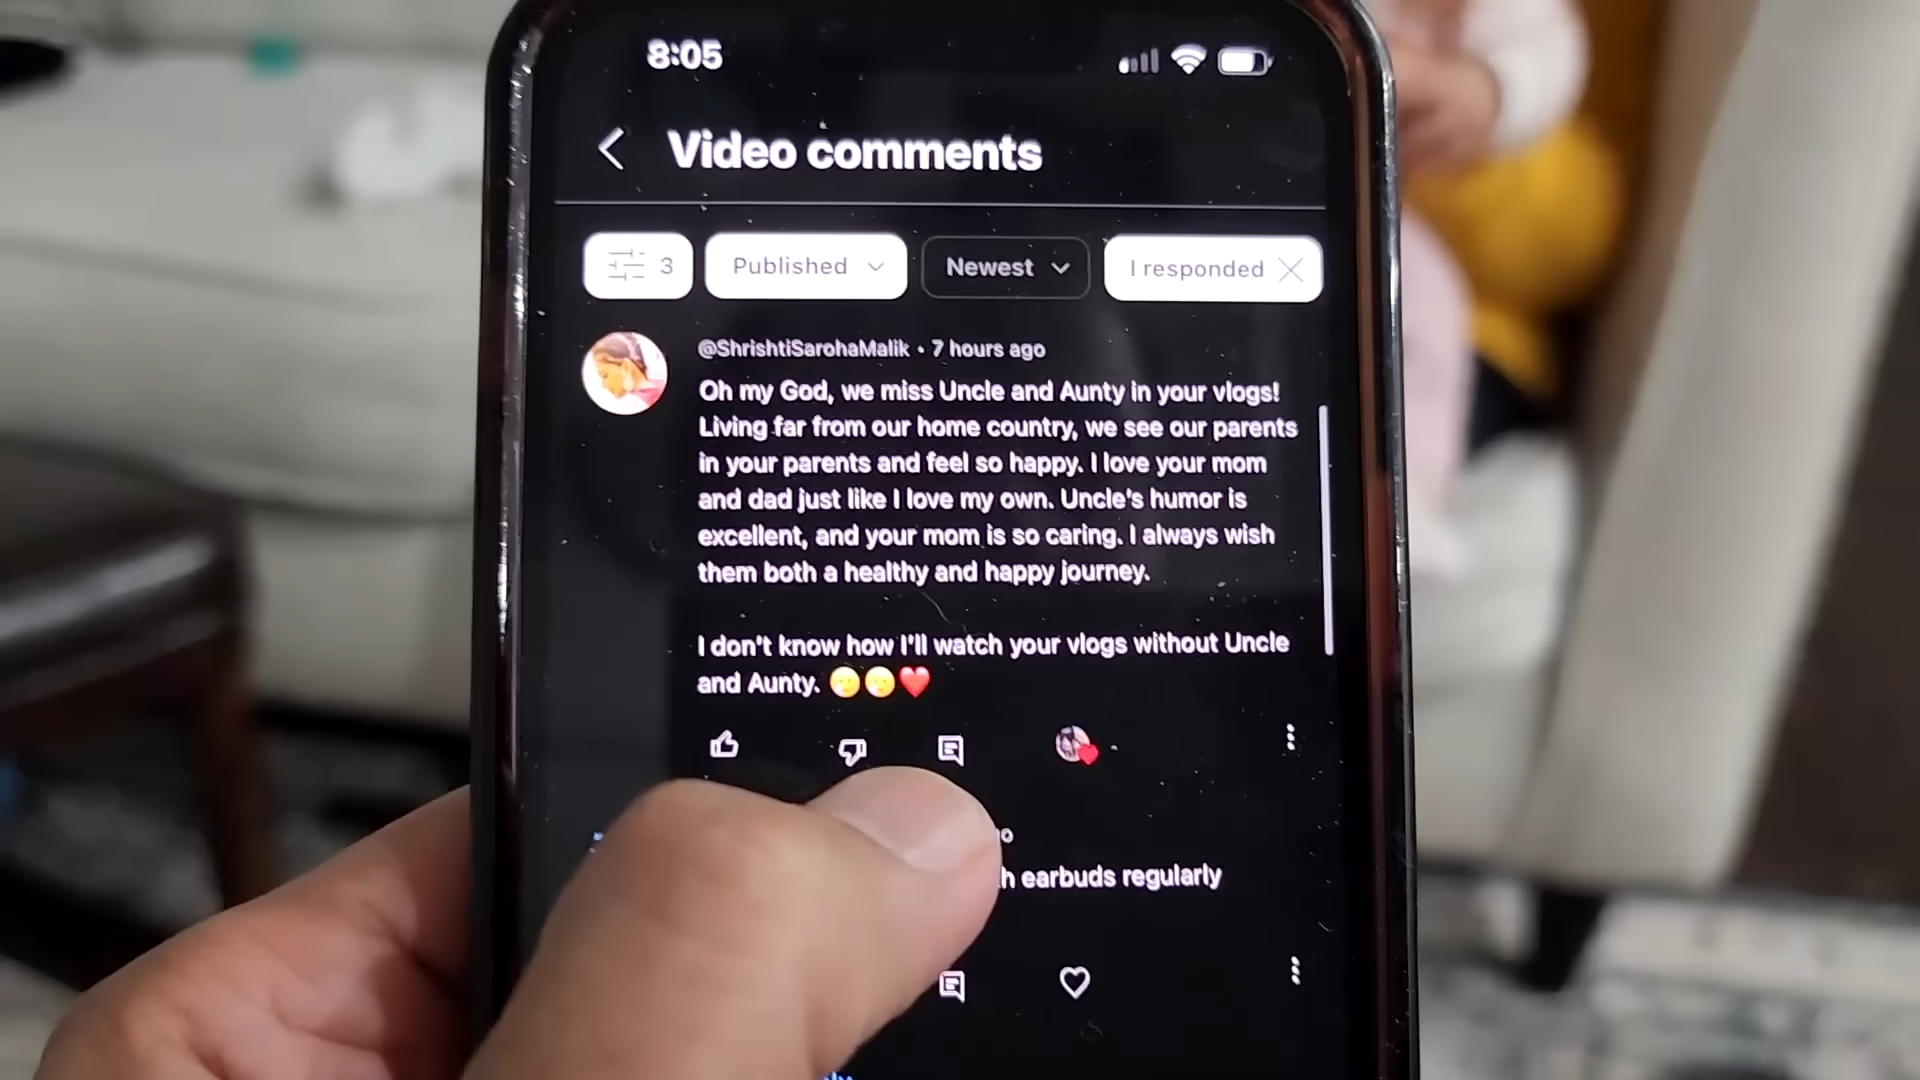 8:05
Video comments
3
Published
Newest
I responded
@ShrishtiSarohaMalik • 7 hours ago
Oh my God, we miss Uncle and Aunty in your vlogs!
Living far from our home country, we see our parents
in your parents and feel so happy. I love your mom
and dad just like I love my own. Uncle's humor is
excellent, and your mom is so caring. I always wish
them both a healthy and happy journey.
I don't know how I'll watch your vlogs without Uncle
and Aunty.
earbuds regularly